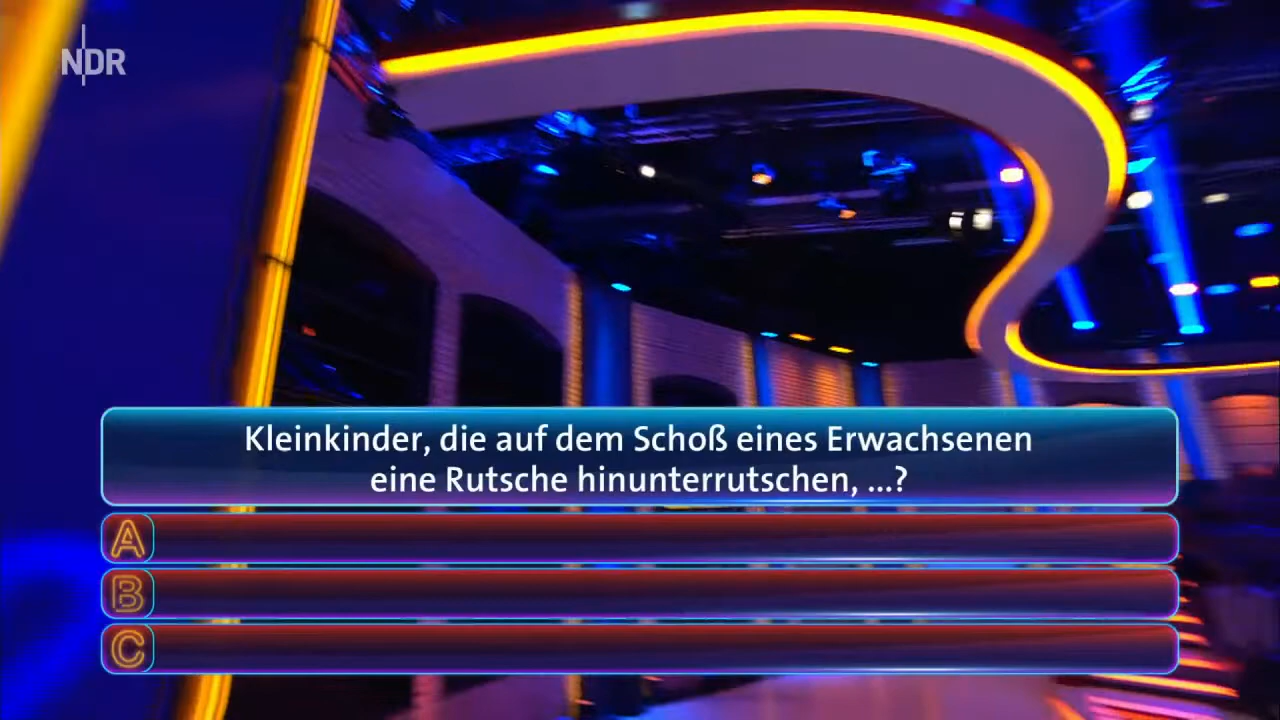 NDR
Kleinkinder, die auf dem Schoß eines Erwachsenen
eine Rutsche hinunterrutschen, ...?
A
B
C